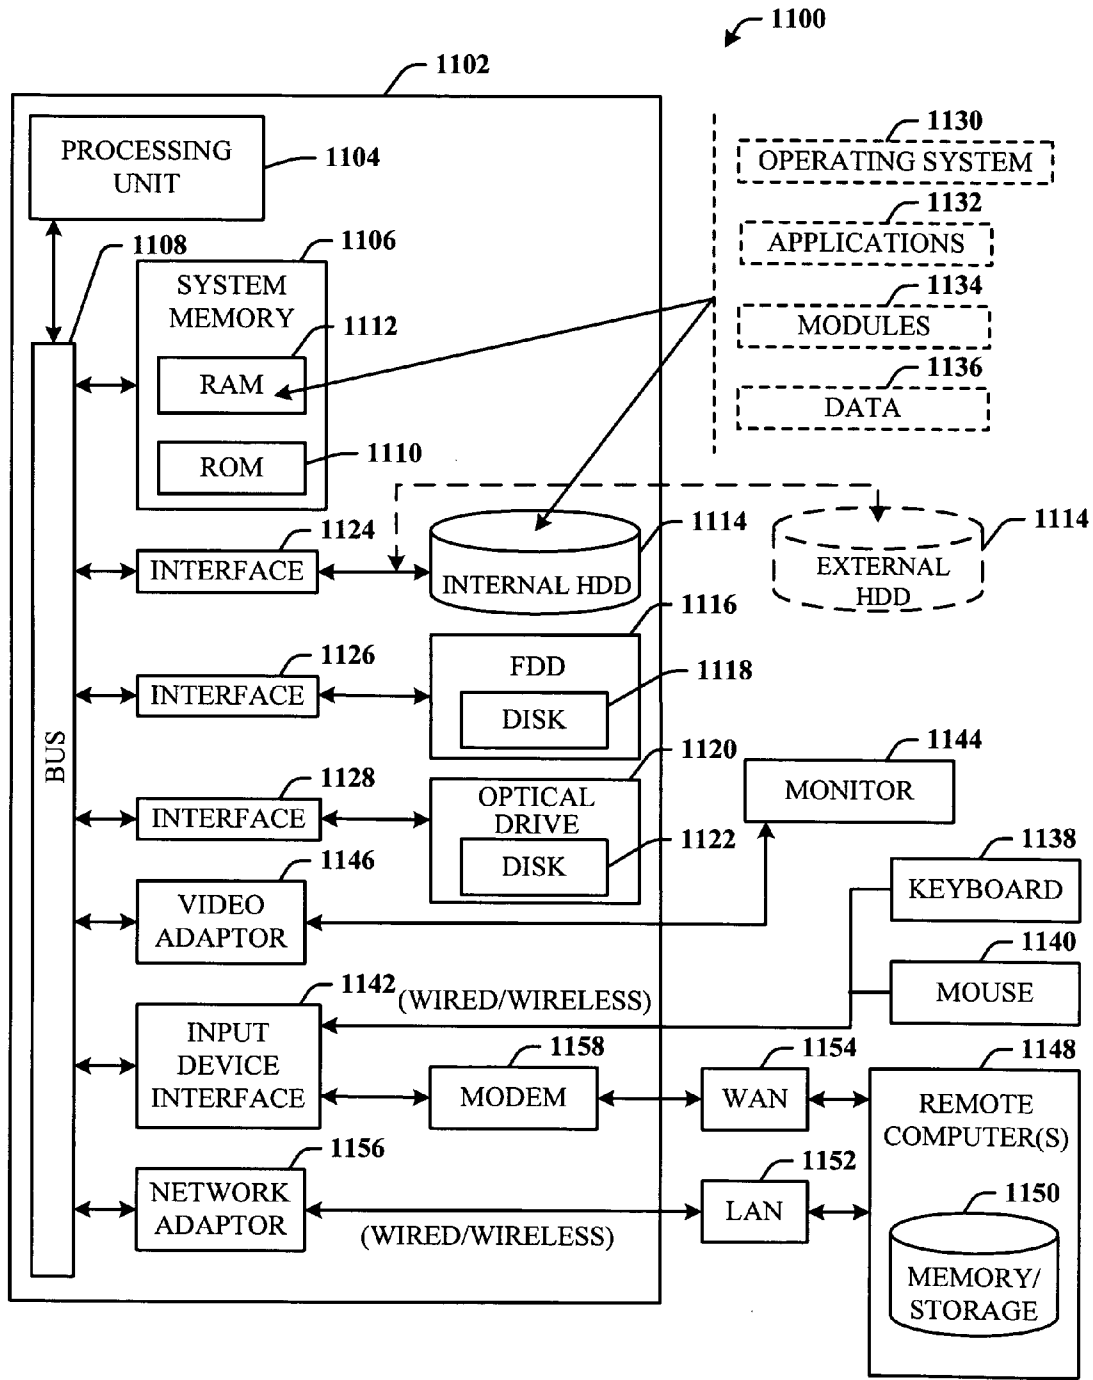 1100
1102
PROCESSING
UNIT
1104
1130
OPERATING SYSTEM
1132
APPLICATIONS
1134
MODULES
1136
DATA
1108
1106
SYSTEM
MEMORY
1112
RAM
1110
ROM
1124
INTERFACE
1114
INTERNAL HDD
1114
EXTERNAL
HDD
1126
INTERFACE
1116
FDD
1118
DISK
BUS
1128
INTERFACE
1120
OPTICAL
DRIVE
1122
DISK
1144
MONITOR
1146
VIDEO
ADAPTOR
1138
KEYBOARD
1140
MOUSE
1142
(WIRED/WIRELESS)
INPUT
DEVICE
INTERFACE
1158
MODEM
1154
WAN
1148
REMOTE
COMPUTER(S)
1156
NETWORK
ADAPTOR
(WIRED/WIRELESS)
1152
LAN
1150
MEMORY/
STORAGE